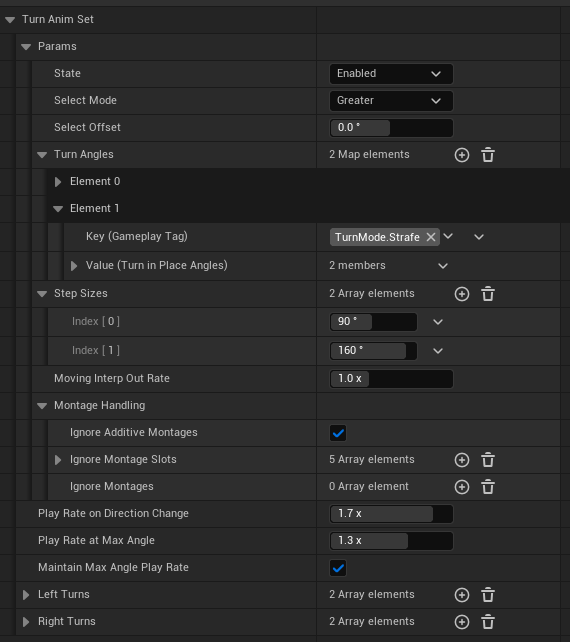 Turn Anim Set
Params
State Enabled
Select Mode Greater
Select Offset 0.0 °
Turn Angles 2 Map elements
Element 0
Element 1
Key (Gameplay Tag) TurnMode.Strafe
Value (Turn in Place Angles) 2 members
Step Sizes 2 Array elements
Index [ 0 ] 90 °
Index [ 1 ] 160 °
Moving Interp Out Rate 1.0 x
Montage Handling
Ignore Additive Montages
Ignore Montage Slots 5 Array elements
Ignore Montages 0 Array element
Play Rate on Direction Change 1.7 x
Play Rate at Max Angle 1.3 x
Maintain Max Angle Play Rate
Left Turns 2 Array elements
Right Turns 2 Array elements